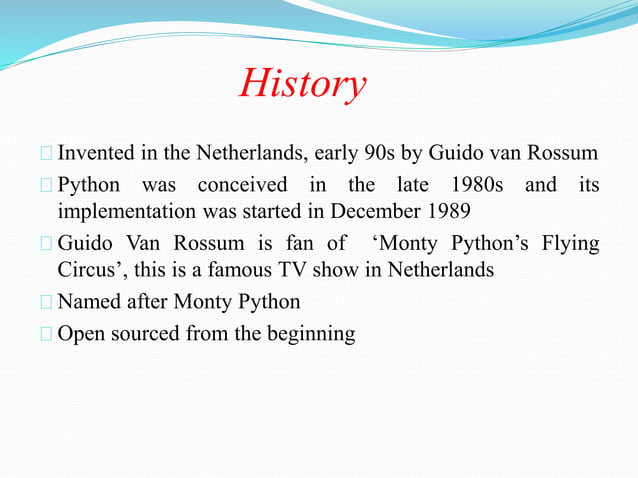 History
Invented in the Netherlands, early 90s by Guido van Rossum
Python was conceived in the late 1980s and its
implementation was started in December 1989
Guido Van Rossum is fan of ‘Monty Python’s Flying
Circus’, this is a famous TV show in Netherlands
Named after Monty Python
Open sourced from the beginning